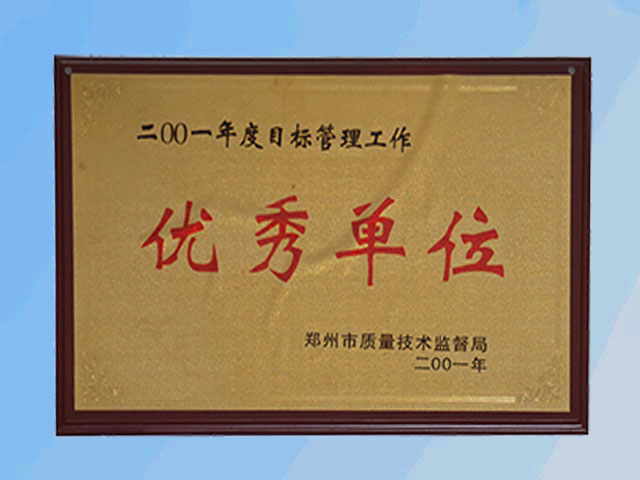 二00一年度目标管理工作
优秀单位
郑州市质量技术监督局
二00一年